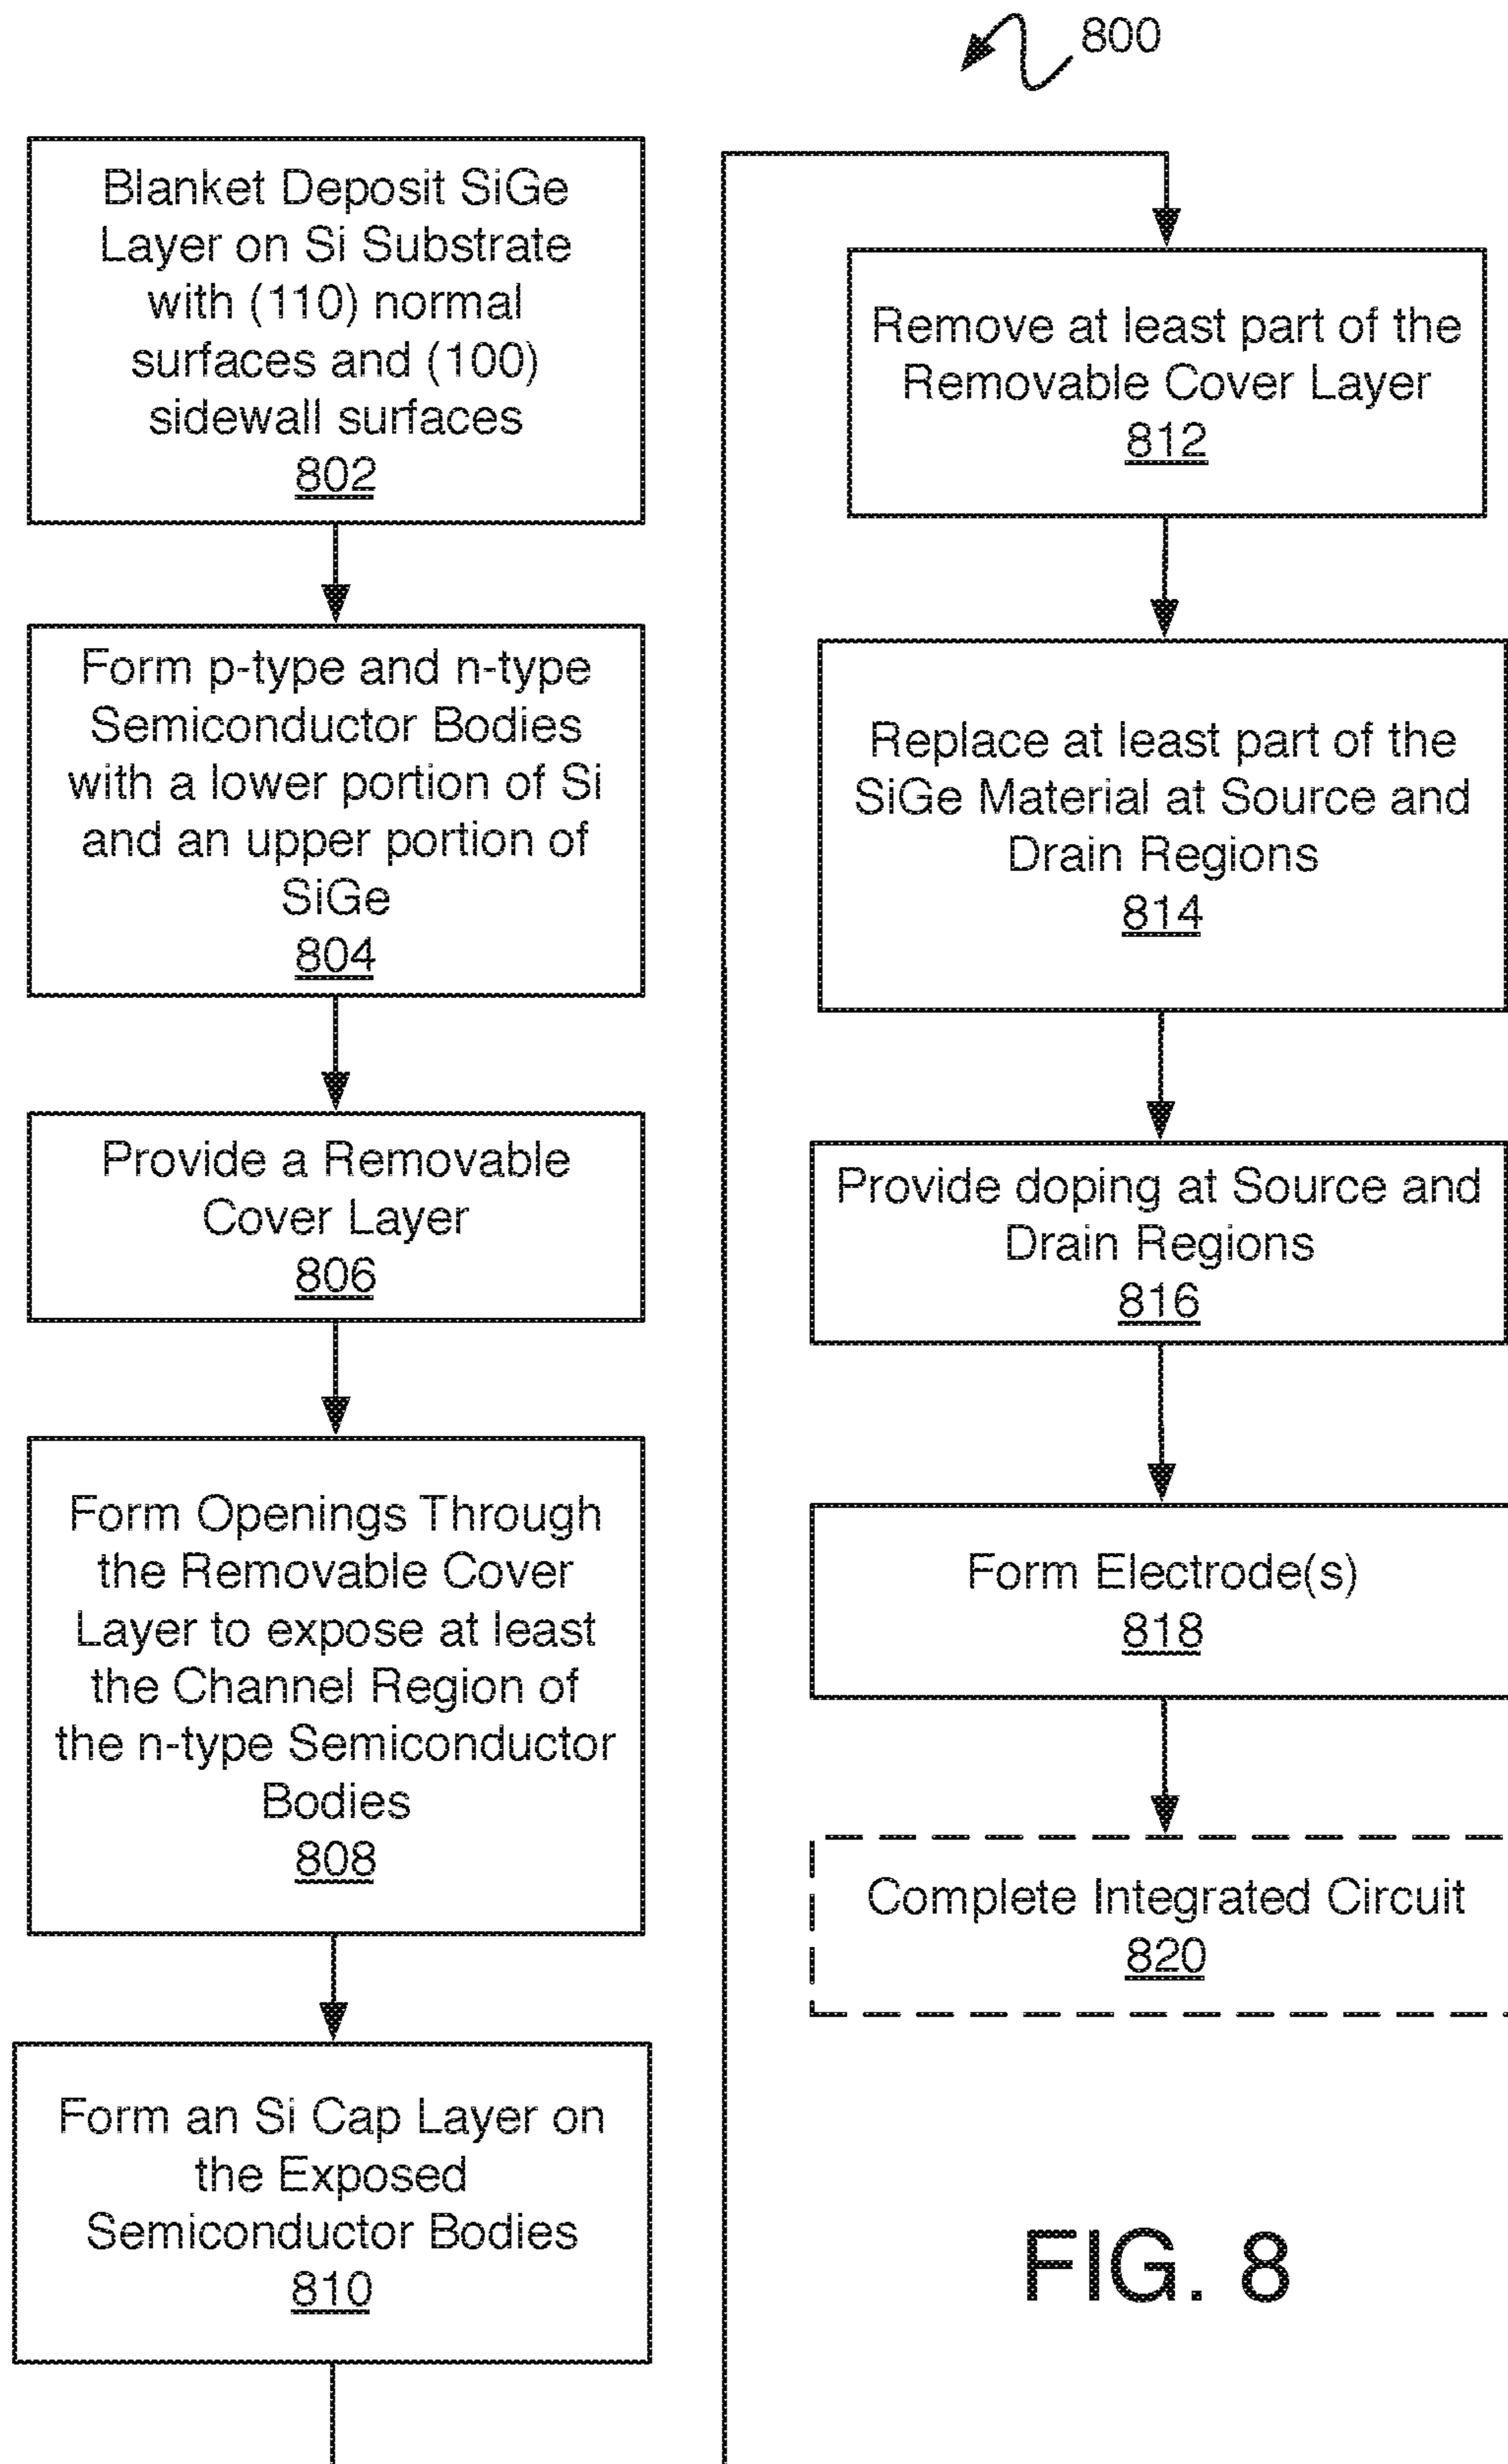 800
Blanket Deposit SiGe
Layer on Si Substrate
with (110) normal
surfaces and (100)
sidewall surfaces
802
Form p-type and n-type
Semiconductor Bodies
with a lower portion of Si
and an upper portion of
SiGe
804
Provide a Removable
Cover Layer
806
Form Openings Through
the Removable Cover
Layer to expose at least
the Channel Region of
the n-type Semiconductor
Bodies
808
Form an Si Cap Layer on
the Exposed
Semiconductor Bodies
810
Remove at least part of the
Removable Cover Layer
812
Replace at least part of the
SiGe Material at Source and
Drain Regions
814
Provide doping at Source and
Drain Regions
816
Form Electrode(s)
818
Complete Integrated Circuit
820
FIG. 8